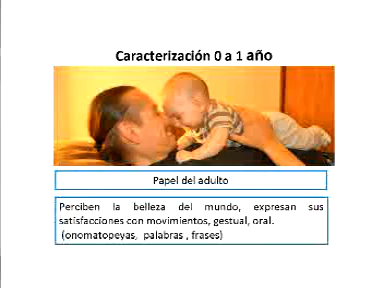 Caracterización 0 a 1 año
Papel del adulto
Perciben la belleza del mundo, expresan sus
satisfacciones con movimientos, gestual, oral.
(onomatopeyas, palabras , frases)